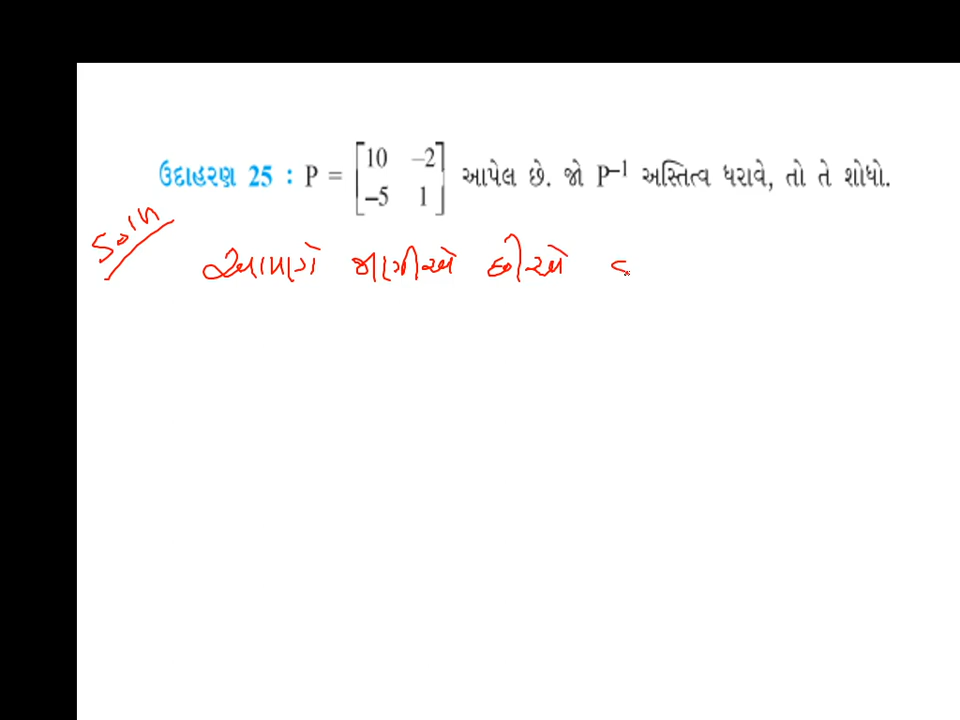 ઉદાહરણ 25 : P = [10 –2
–5 1] આપેલ છે. જો P–1 અસ્તિત્વ ધરાવે, તો તે શોધો.
Soln
આપણે જાણીએ છીએ